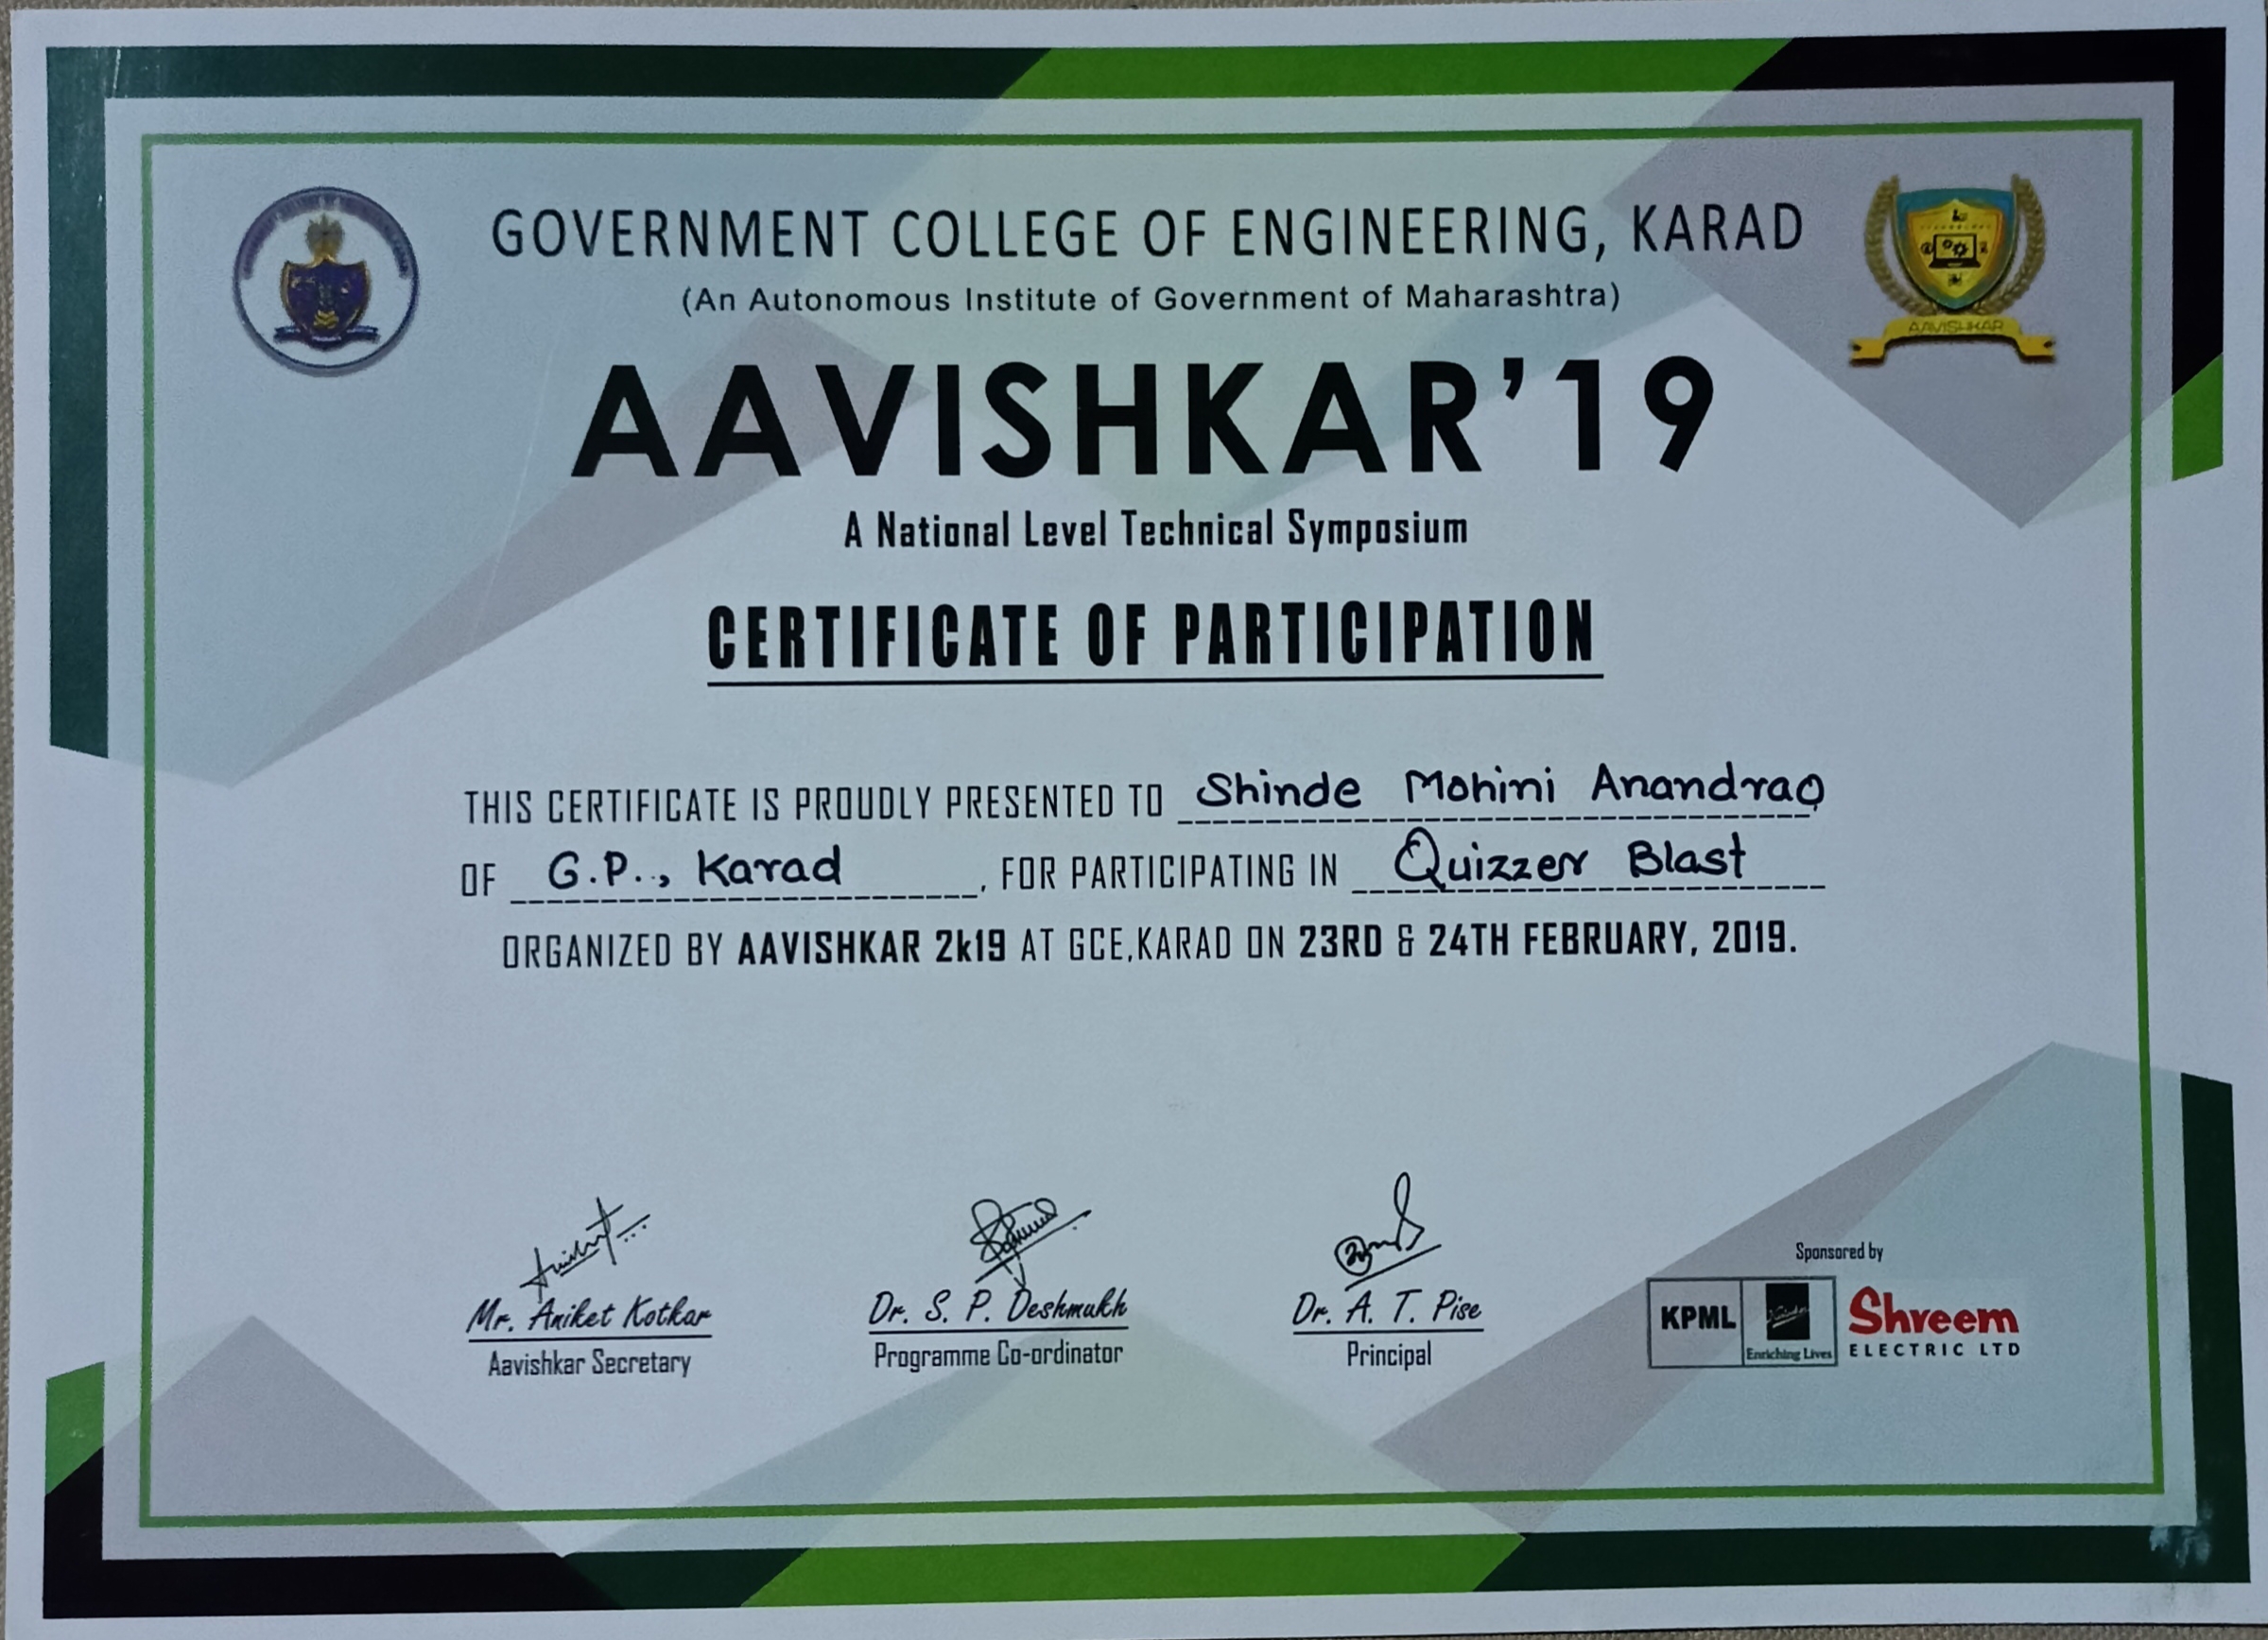 GOVERNMENT COLLEGE OF ENGINEERING, KARAD
(An Autonomous Institute of Government of Maharashtra)
AAVISHKAR
AAVISHKAR'19
A National Level Technical Symposium
CERTIFICATE OF PARTICIPATION
THIS CERTIFICATE IS PROUDLY PRESENTED TO Shinde Mohini Anandrao
OF G.P., Karad, FOR PARTICIPATING IN Quizzer Blast
ORGANIZED BY AAVISHKAR 2k19 AT GCE,KARAD ON 23RD & 24TH FEBRUARY, 2019.
Mr. Aniket Kotkar
Aavishkar Secretary
Dr. S. P. Deshmukh
Programme Co-ordinator
Dr. A. T. Pise
Principal
Sponsored by
KPML
Enriching Lives
Shreem
ELECTRIC LTD